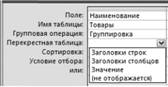 Поле: Наименование
Имя таблицы: Товары
Групповая операция: Группировка
Перекрестная таблица:
Сортировка: Заголовки строк
Условие отбора: Заголовки столбцов
или: Значение
(не отображается)